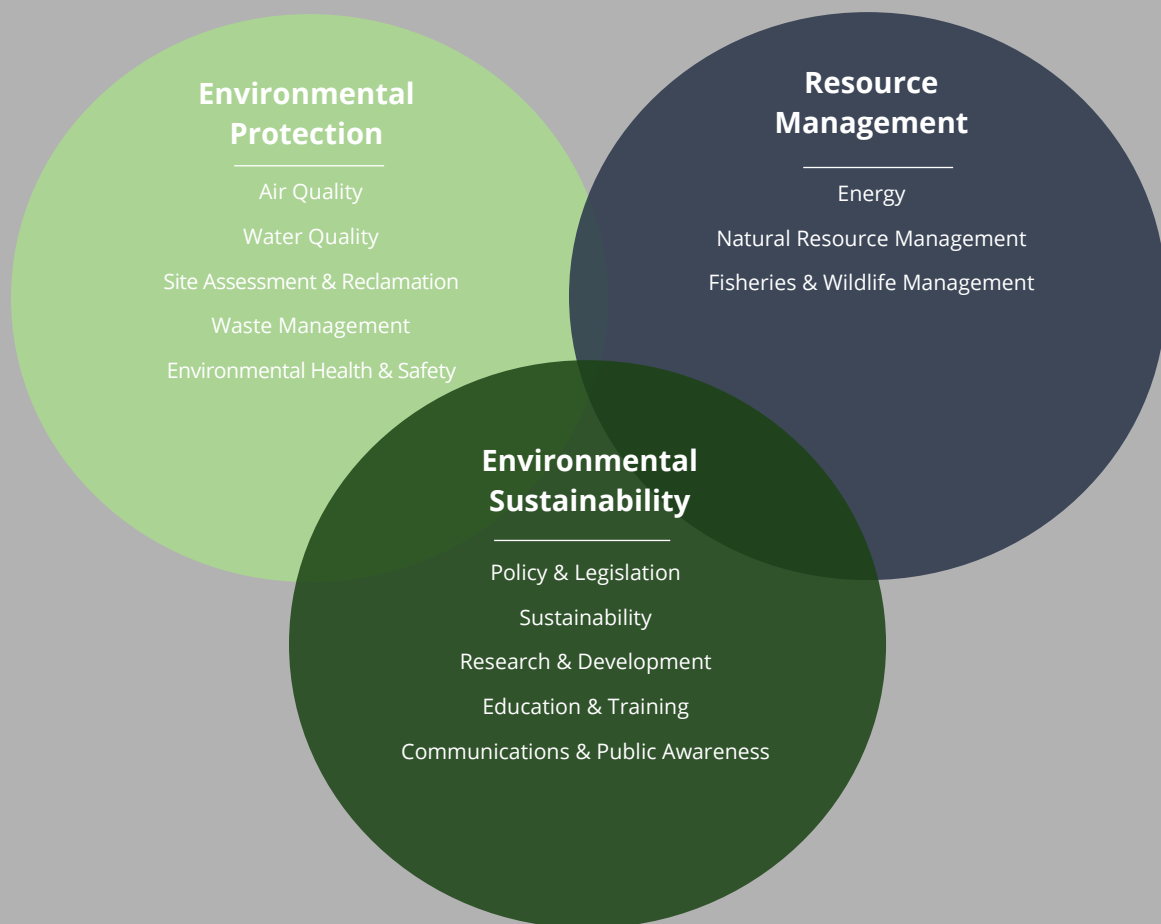 Environmental
Protection
Air Quality
Water Quality
Site Assessment & Reclamation
Waste Management
Environmental Health & Safety
Resource
Management
Energy
Natural Resource Management
Fisheries & Wildlife Management
Environmental
Sustainability
Policy & Legislation
Sustainability
Research & Development
Education & Training
Communications & Public Awareness